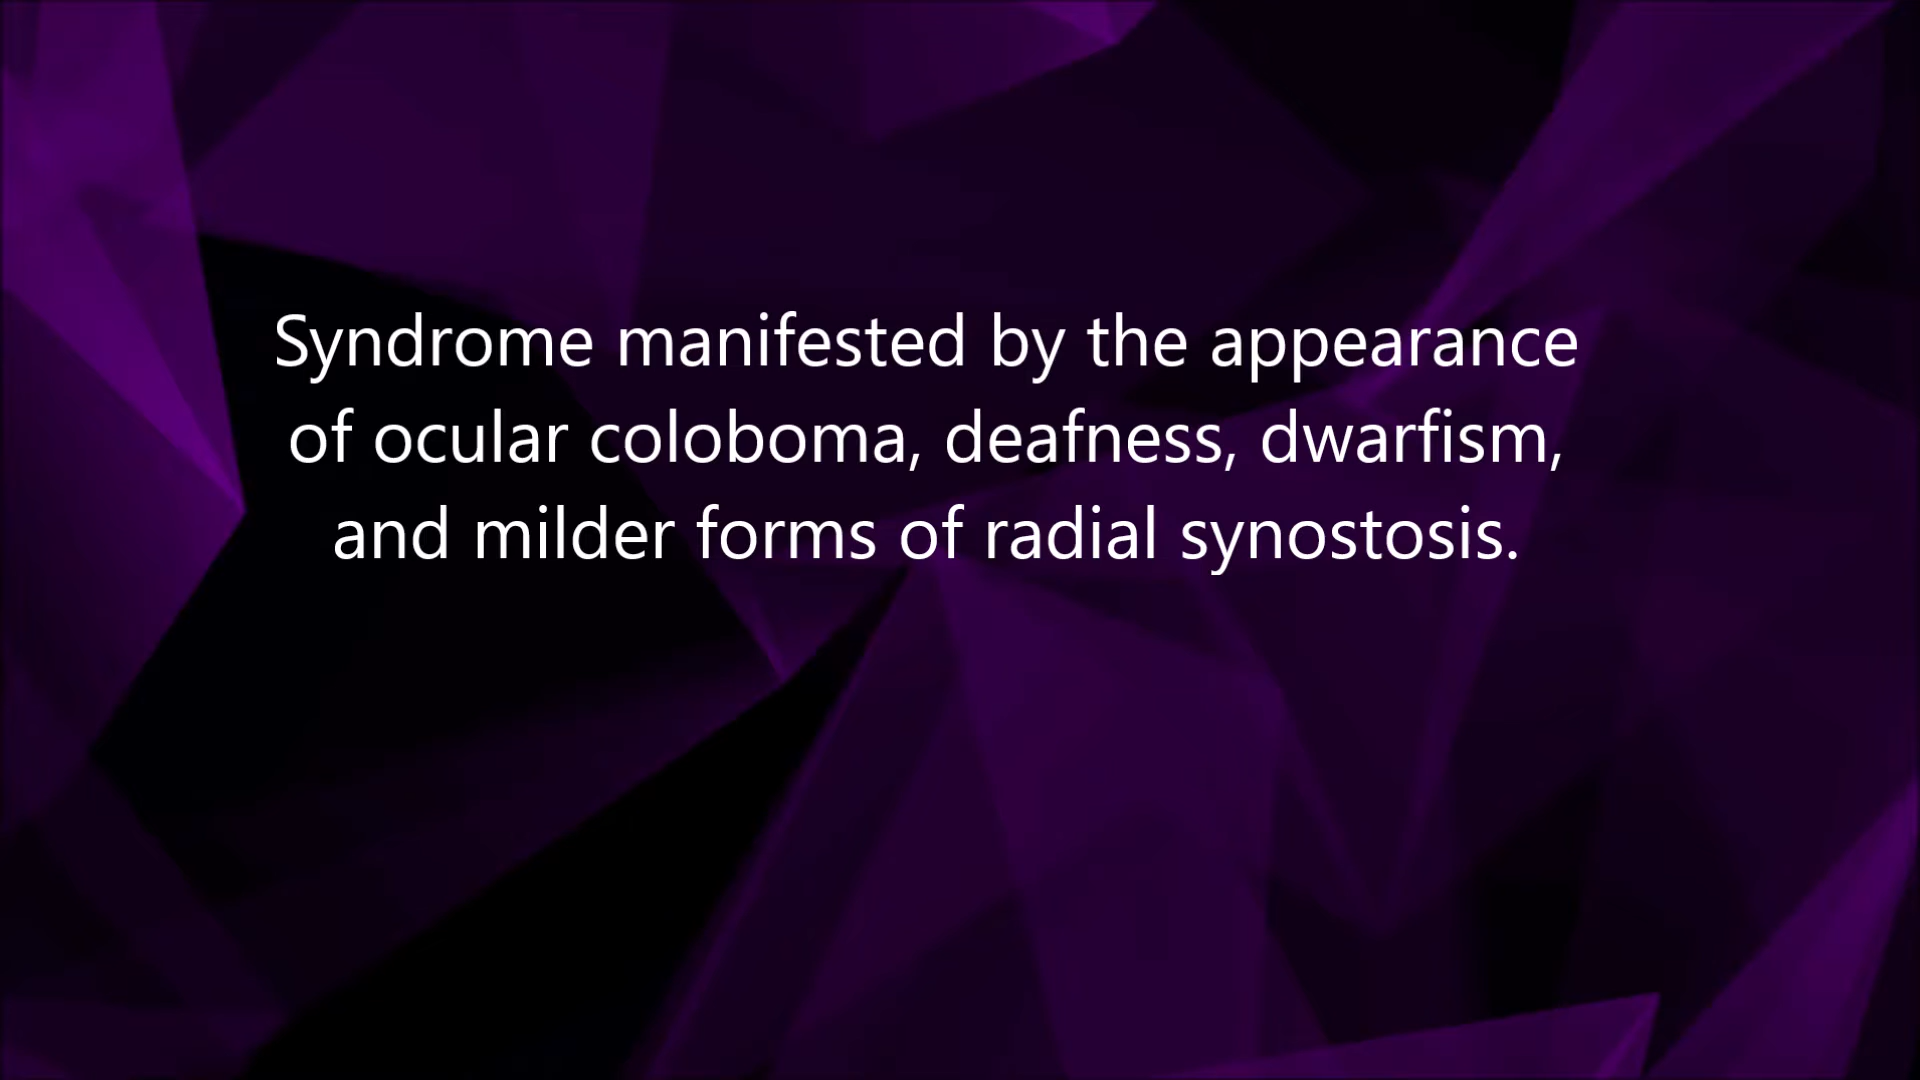 Syndrome manifested by the appearance
of ocular coloboma, deafness, dwarfism,
and milder forms of radial synostosis.